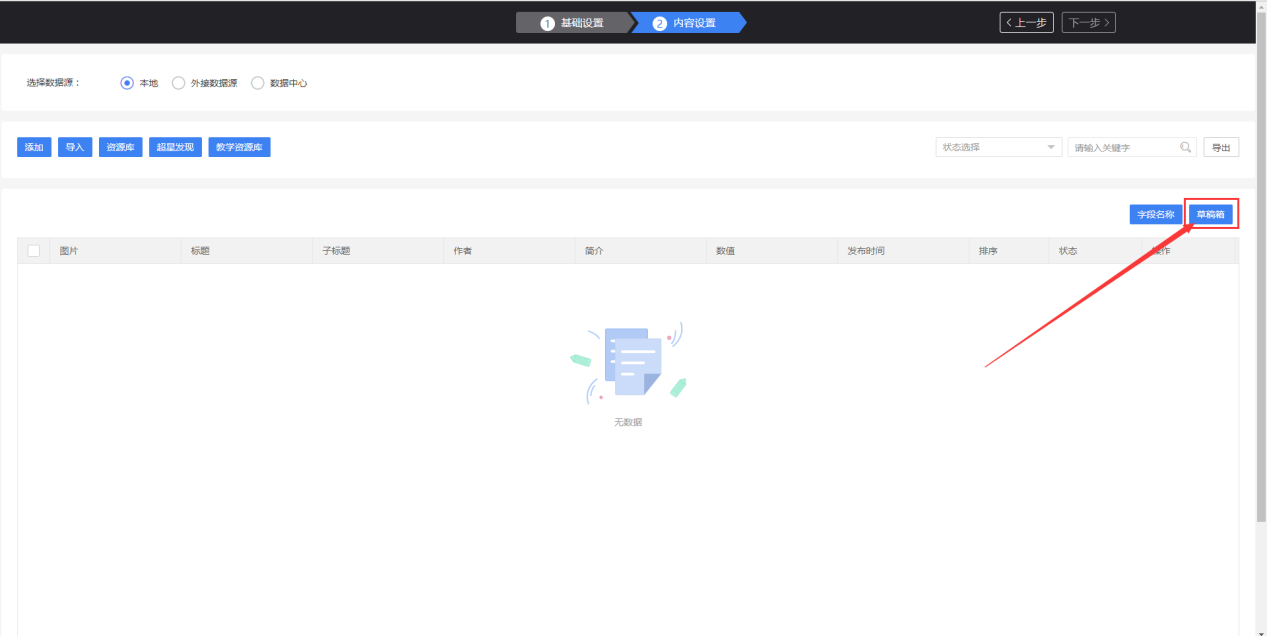 1 基础设置 2 内容设置 上一步 下一步
选择数据源： 本地 外接数据源 数据中心
添加 导入 资源库 超星发现 教学资源库 状态选择 请输入关键字 导出
字段名称 草稿箱
图片 标题 子标题 作者 简介 数值 发布时间 排序 状态 操作
无数据